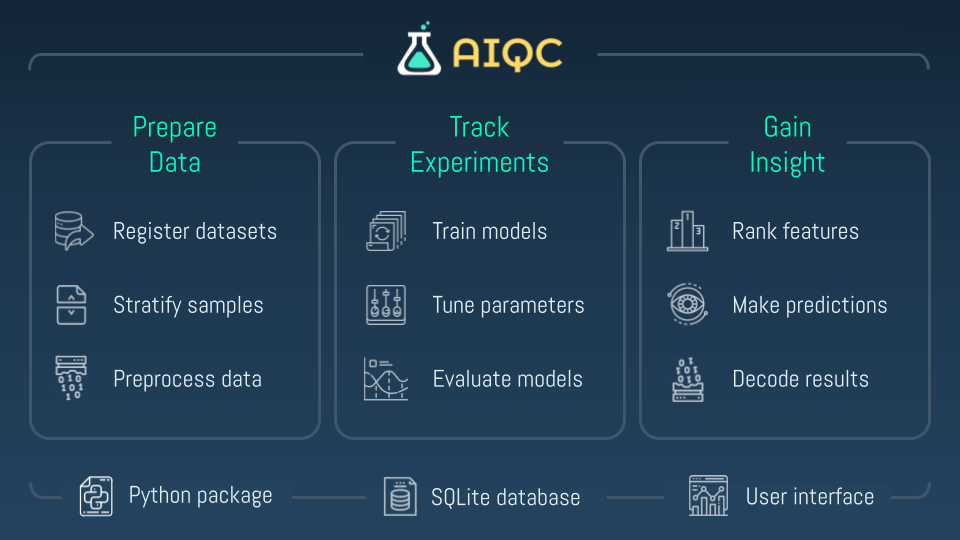 AIQC
Prepare
Data
Register datasets
Stratify samples
Preprocess data
Track
Experiments
Train models
Tune parameters
Evaluate models
Gain
Insight
Rank features
Make predictions
Decode results
Python package
SQLite database
User interface